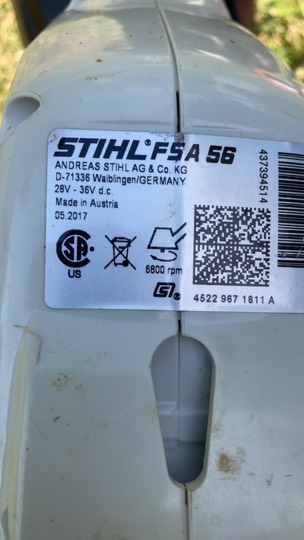 STIHL® FSA 56
ANDREAS STIHL AG & Co. KG
D-71336 Waiblingen/GERMANY
28V - 36V d.c.
Made in Austria
05.2017
SA
US
6800 rpm
4522 967 1811 A
437394514